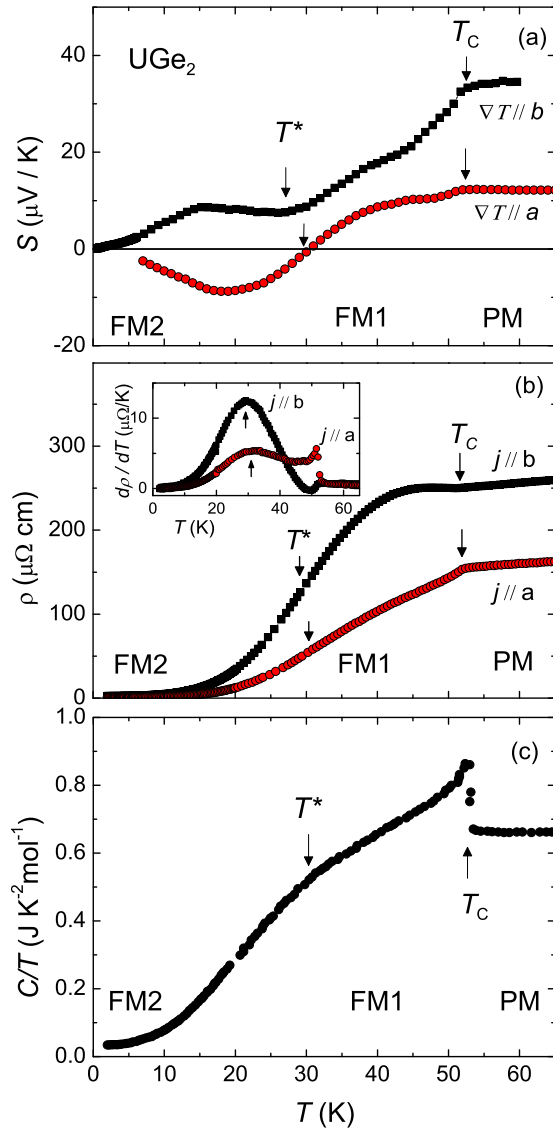 50
(a)
UGe2
TC
40
∇T // b
T*
20
S (μV / K)
∇T // a
0
FM2
FM1
PM
-20
(b)
dρ / dT (μΩ/K)
10
j // b
j // a
0
0 20 40 60
T (K)
TC
j // b
300
ρ (μΩ cm)
200
T*
j // a
100
FM2
FM1
PM
0
1.0
(c)
0.8
T*
0.6
TC
C/T (J K-2mol-1)
0.4
0.2
FM2
FM1
PM
0.0
0 10 20 30 40 50 60
T (K)